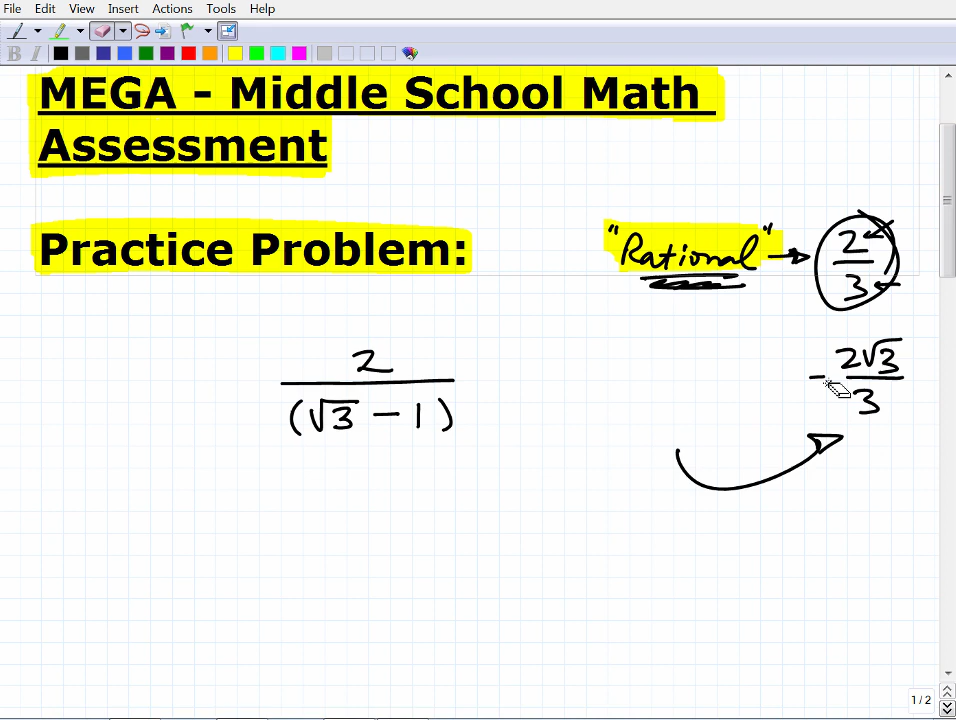 File Edit View Insert Actions Tools Help
B I
MEGA - Middle School Math
Assessment
Practice Problem:
"Rational" → 2/3
2/(√3 − 1)
- 2√3/3
1 / 2